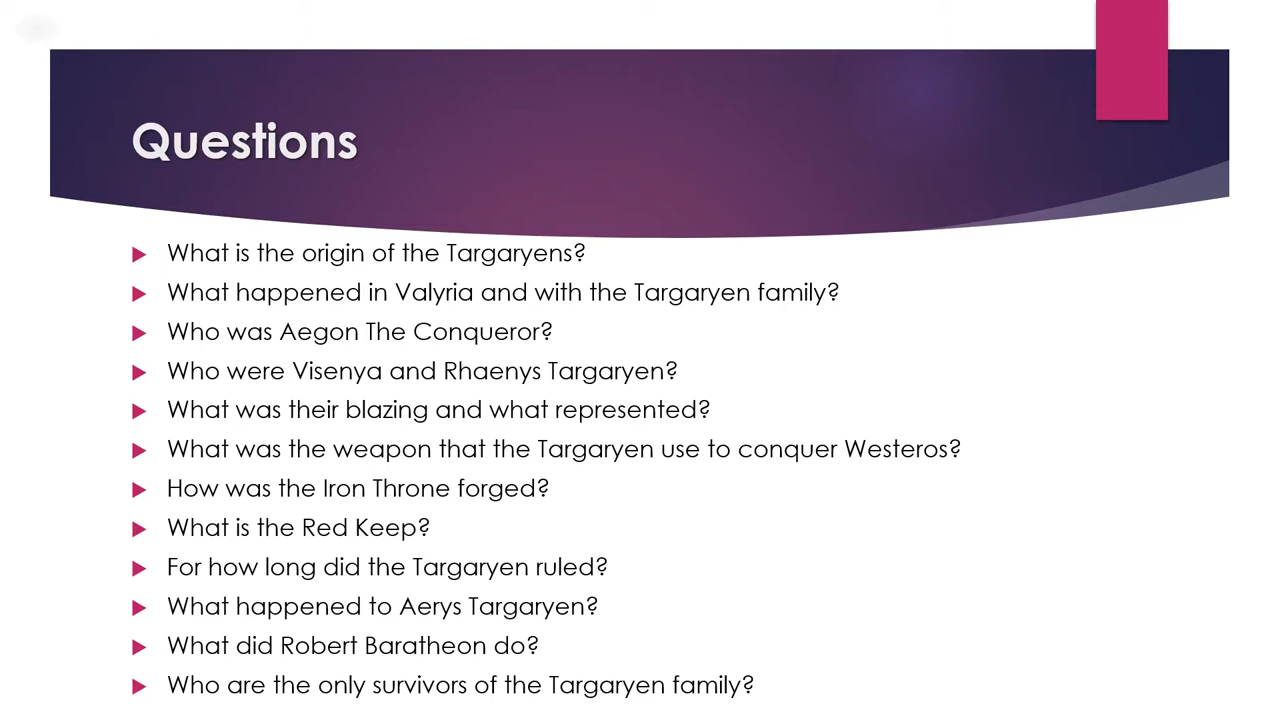 Questions
What is the origin of the Targaryens?
What happened in Valyria and with the Targaryen family?
Who was Aegon The Conqueror?
Who were Visenya and Rhaenys Targaryen?
What was their blazing and what represented?
What was the weapon that the Targaryen use to conquer Westeros?
How was the Iron Throne forged?
What is the Red Keep?
For how long did the Targaryen ruled?
What happened to Aerys Targaryen?
What did Robert Baratheon do?
Who are the only survivors of the Targaryen family?